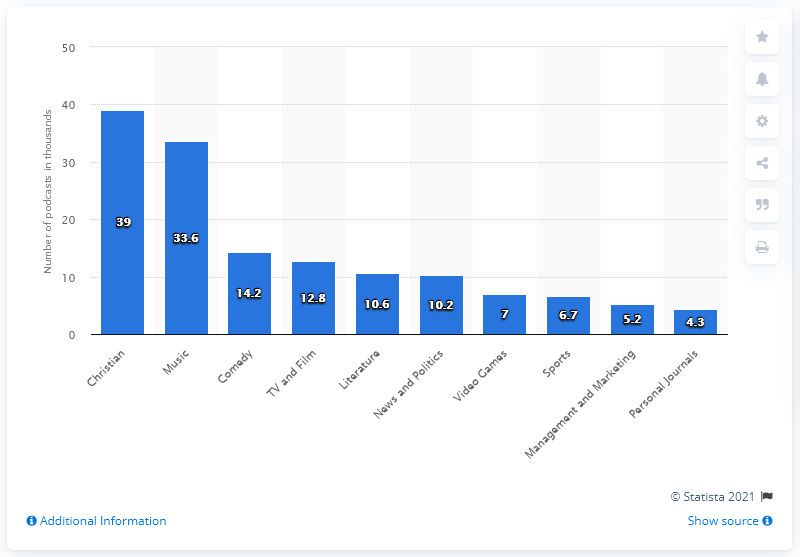 Number of podcasts in thousands
50
40
30
20
10
0
39
33.6
14.2
12.8
10.6
10.2
7
6.7
5.2
4.3
Christian
Music
Comedy
TV and Film
Literature
News and Politics
Video Games
Sports
Management and Marketing
Personal Journals
© Statista 2021
Additional Information
Show source